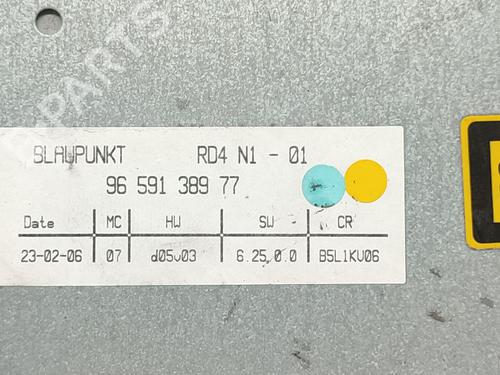 BLAUPUNKT RD4 N1 - 01
96 591 389 77
Date MC HW SW CR
23-02-06 07 d05v03 6.25.0.0 B5L1KV06